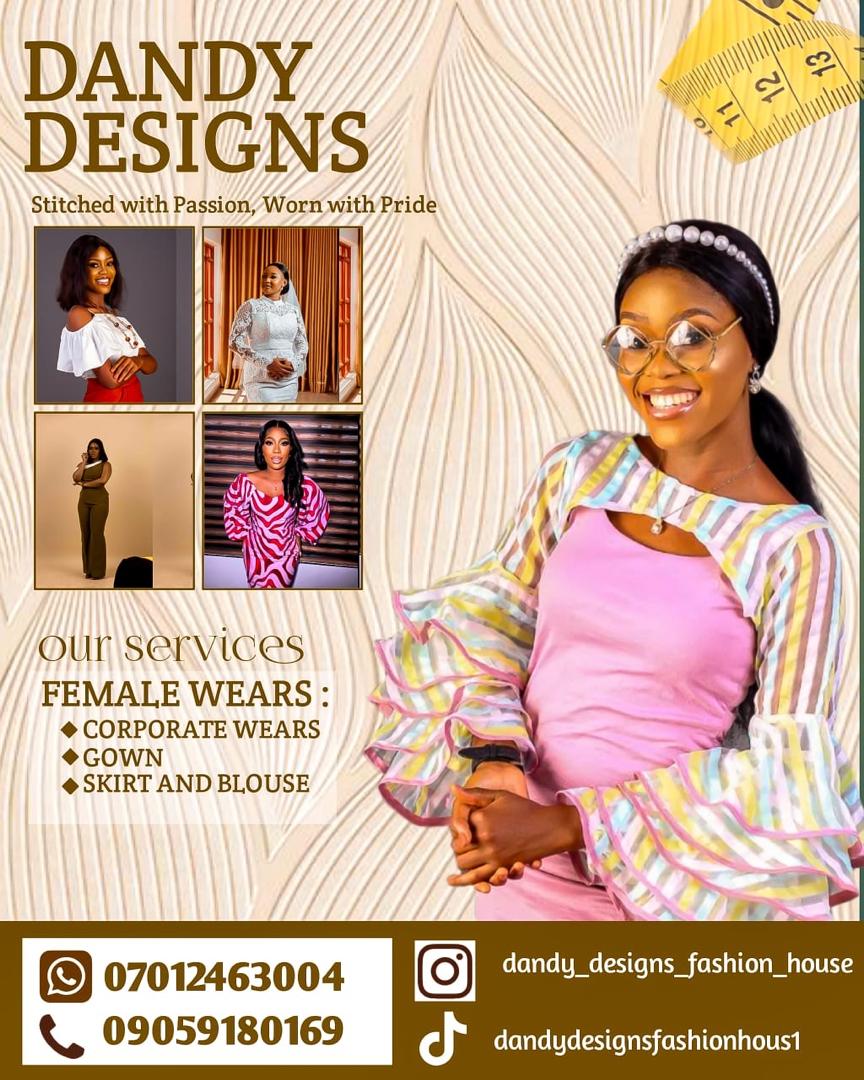 DANDY
DESIGNS
Stitched with Passion, Worn with Pride
10 11 12 13
our services
FEMALE WEARS :
CORPORATE WEARS
GOWN
SKIRT AND BLOUSE
07012463004
09059180169
dandy_designs_fashion_house
dandydesignsfashionhous1